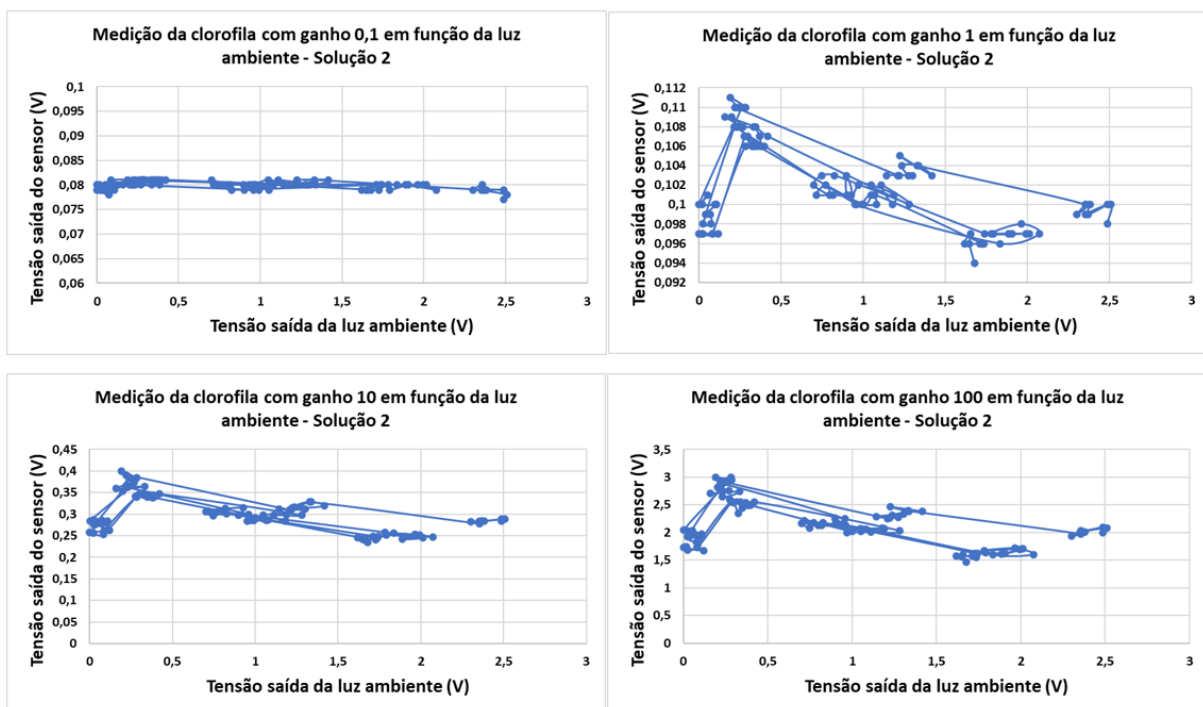 Medição da clorofila com ganho 0,1 em função da luz
ambiente - Solução 2
Tensão saída do sensor (V)
0,1
0,095
0,09
0,085
0,08
0,075
0,07
0,065
0,06
0 0,5 1 1,5 2 2,5 3
Tensão saída da luz ambiente (V)
Medição da clorofila com ganho 1 em função da luz
ambiente - Solução 2
Tensão saída do sensor (V)
0,112
0,11
0,108
0,106
0,104
0,102
0,1
0,098
0,096
0,094
0,092
0 0,5 1 1,5 2 2,5 3
Tensão saída da luz ambiente (V)
Medição da clorofila com ganho 10 em função da luz
ambiente - Solução 2
Tensão saída do sensor (V)
0,45
0,4
0,35
0,3
0,25
0,2
0,15
0,1
0,05
0
0 0,5 1 1,5 2 2,5 3
Tensão saída da luz ambiente (V)
Medição da clorofila com ganho 100 em função da luz
ambiente - Solução 2
Tensão saída do sensor (V)
3,5
3
2,5
2
1,5
1
0,5
0
0 0,5 1 1,5 2 2,5 3
Tensão saída da luz ambiente (V)